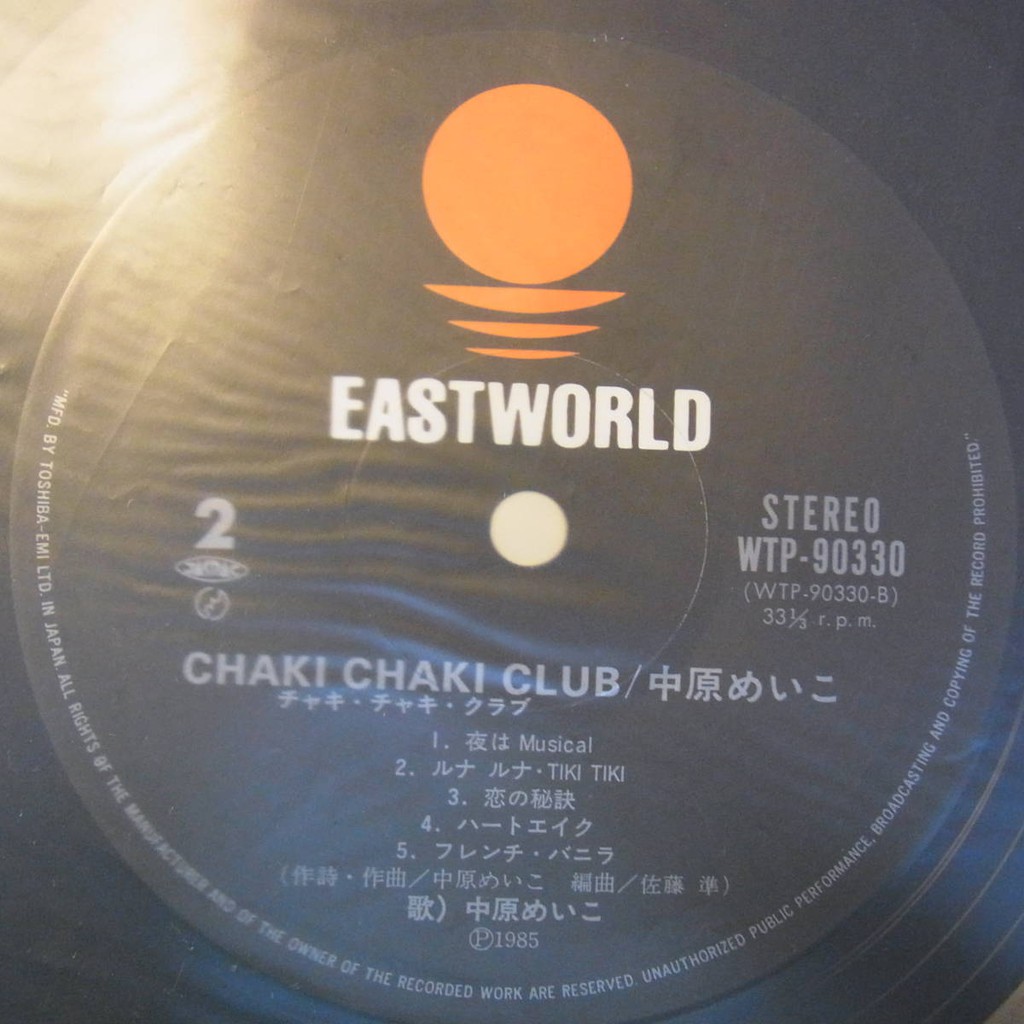 EASTWORLD
2
STEREO
WTP-90330
(WTP-90330-B)
33⅓ r.p.m.
CHAKI CHAKI CLUB/中原めいこ
チャキ・チャキ・クラブ
1. 夜は Musical
2. ルナ ルナ・TIKI TIKI
3. 恋の秘訣
4. ハートエイク
5. フレンチ・バニラ
(作詩・作曲/中原めいこ 編曲/佐藤 準)
歌) 中原めいこ
Ⓟ1985
"MFD. BY TOSHIBA-EMI LTD. IN JAPAN. ALL RIGHTS OF THE MANUFACTURER AND OF THE OWNER OF THE RECORDED WORK ARE RESERVED. UNAUTHORIZED PUBLIC PERFORMANCE, BROADCASTING AND COPYING OF THE RECORD PROHIBITED."